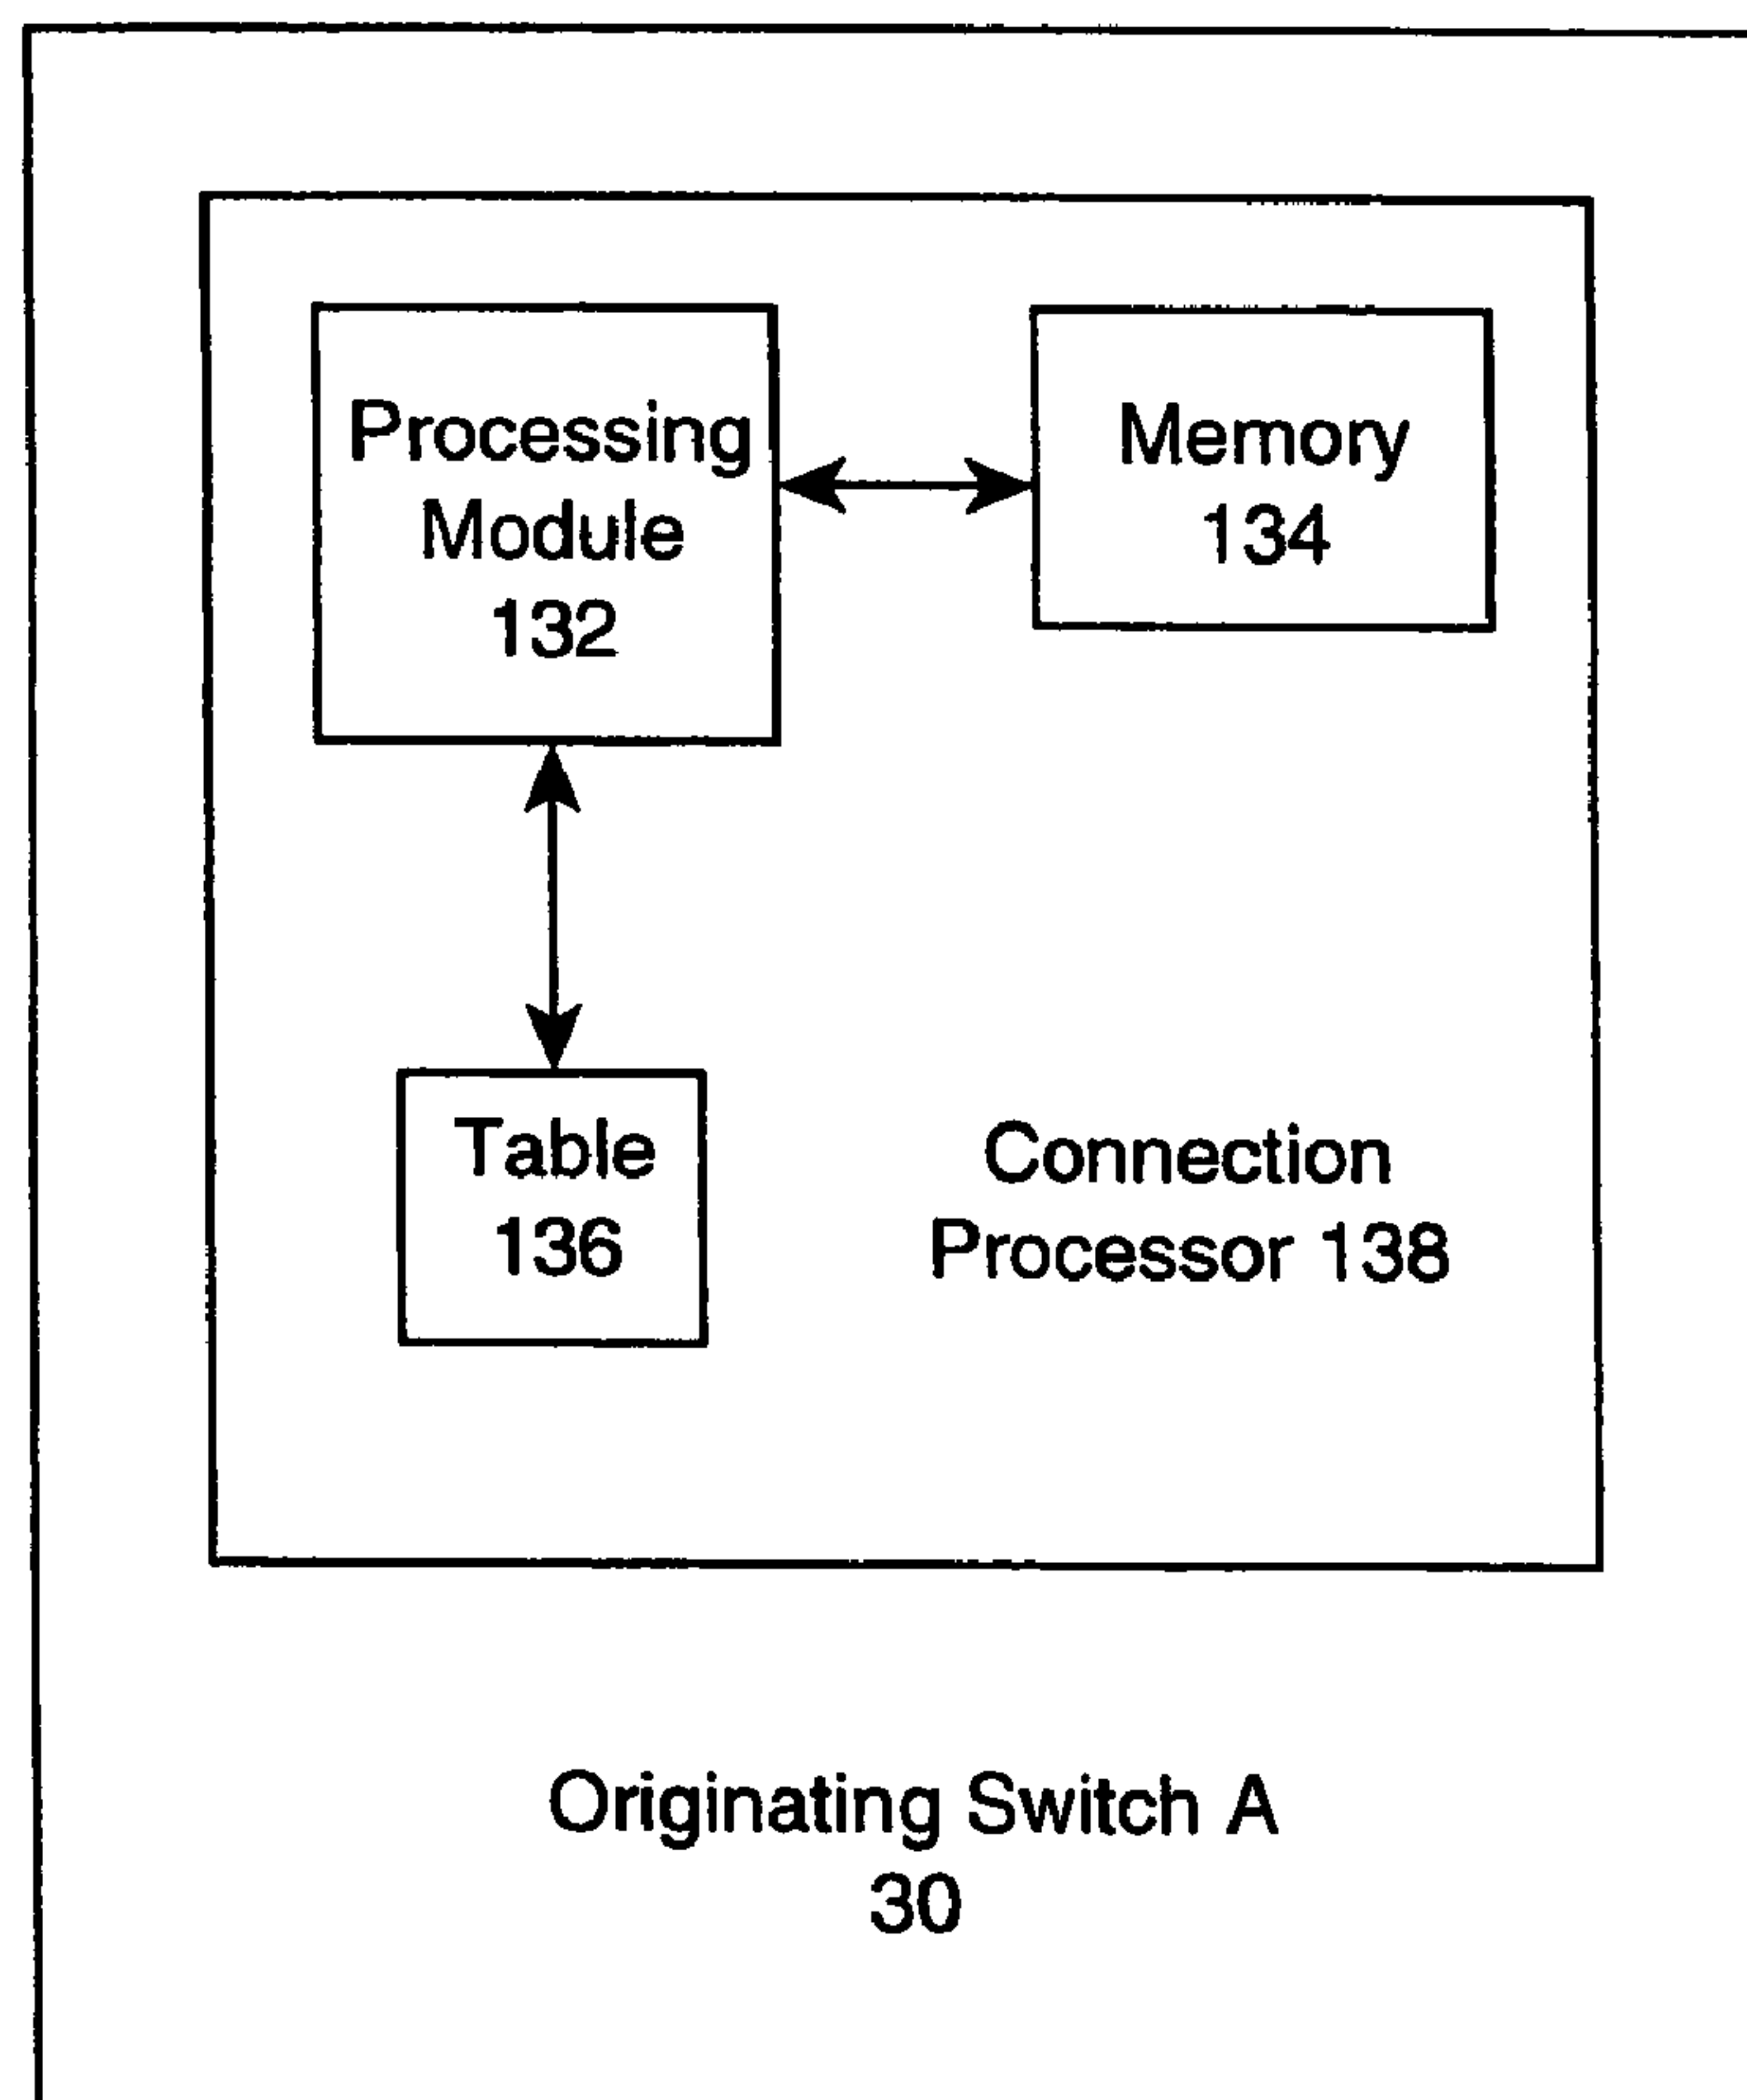 Processing
Module
132
Memory
134
Table
136
Connection
Processor 138
Originating Switch A
30